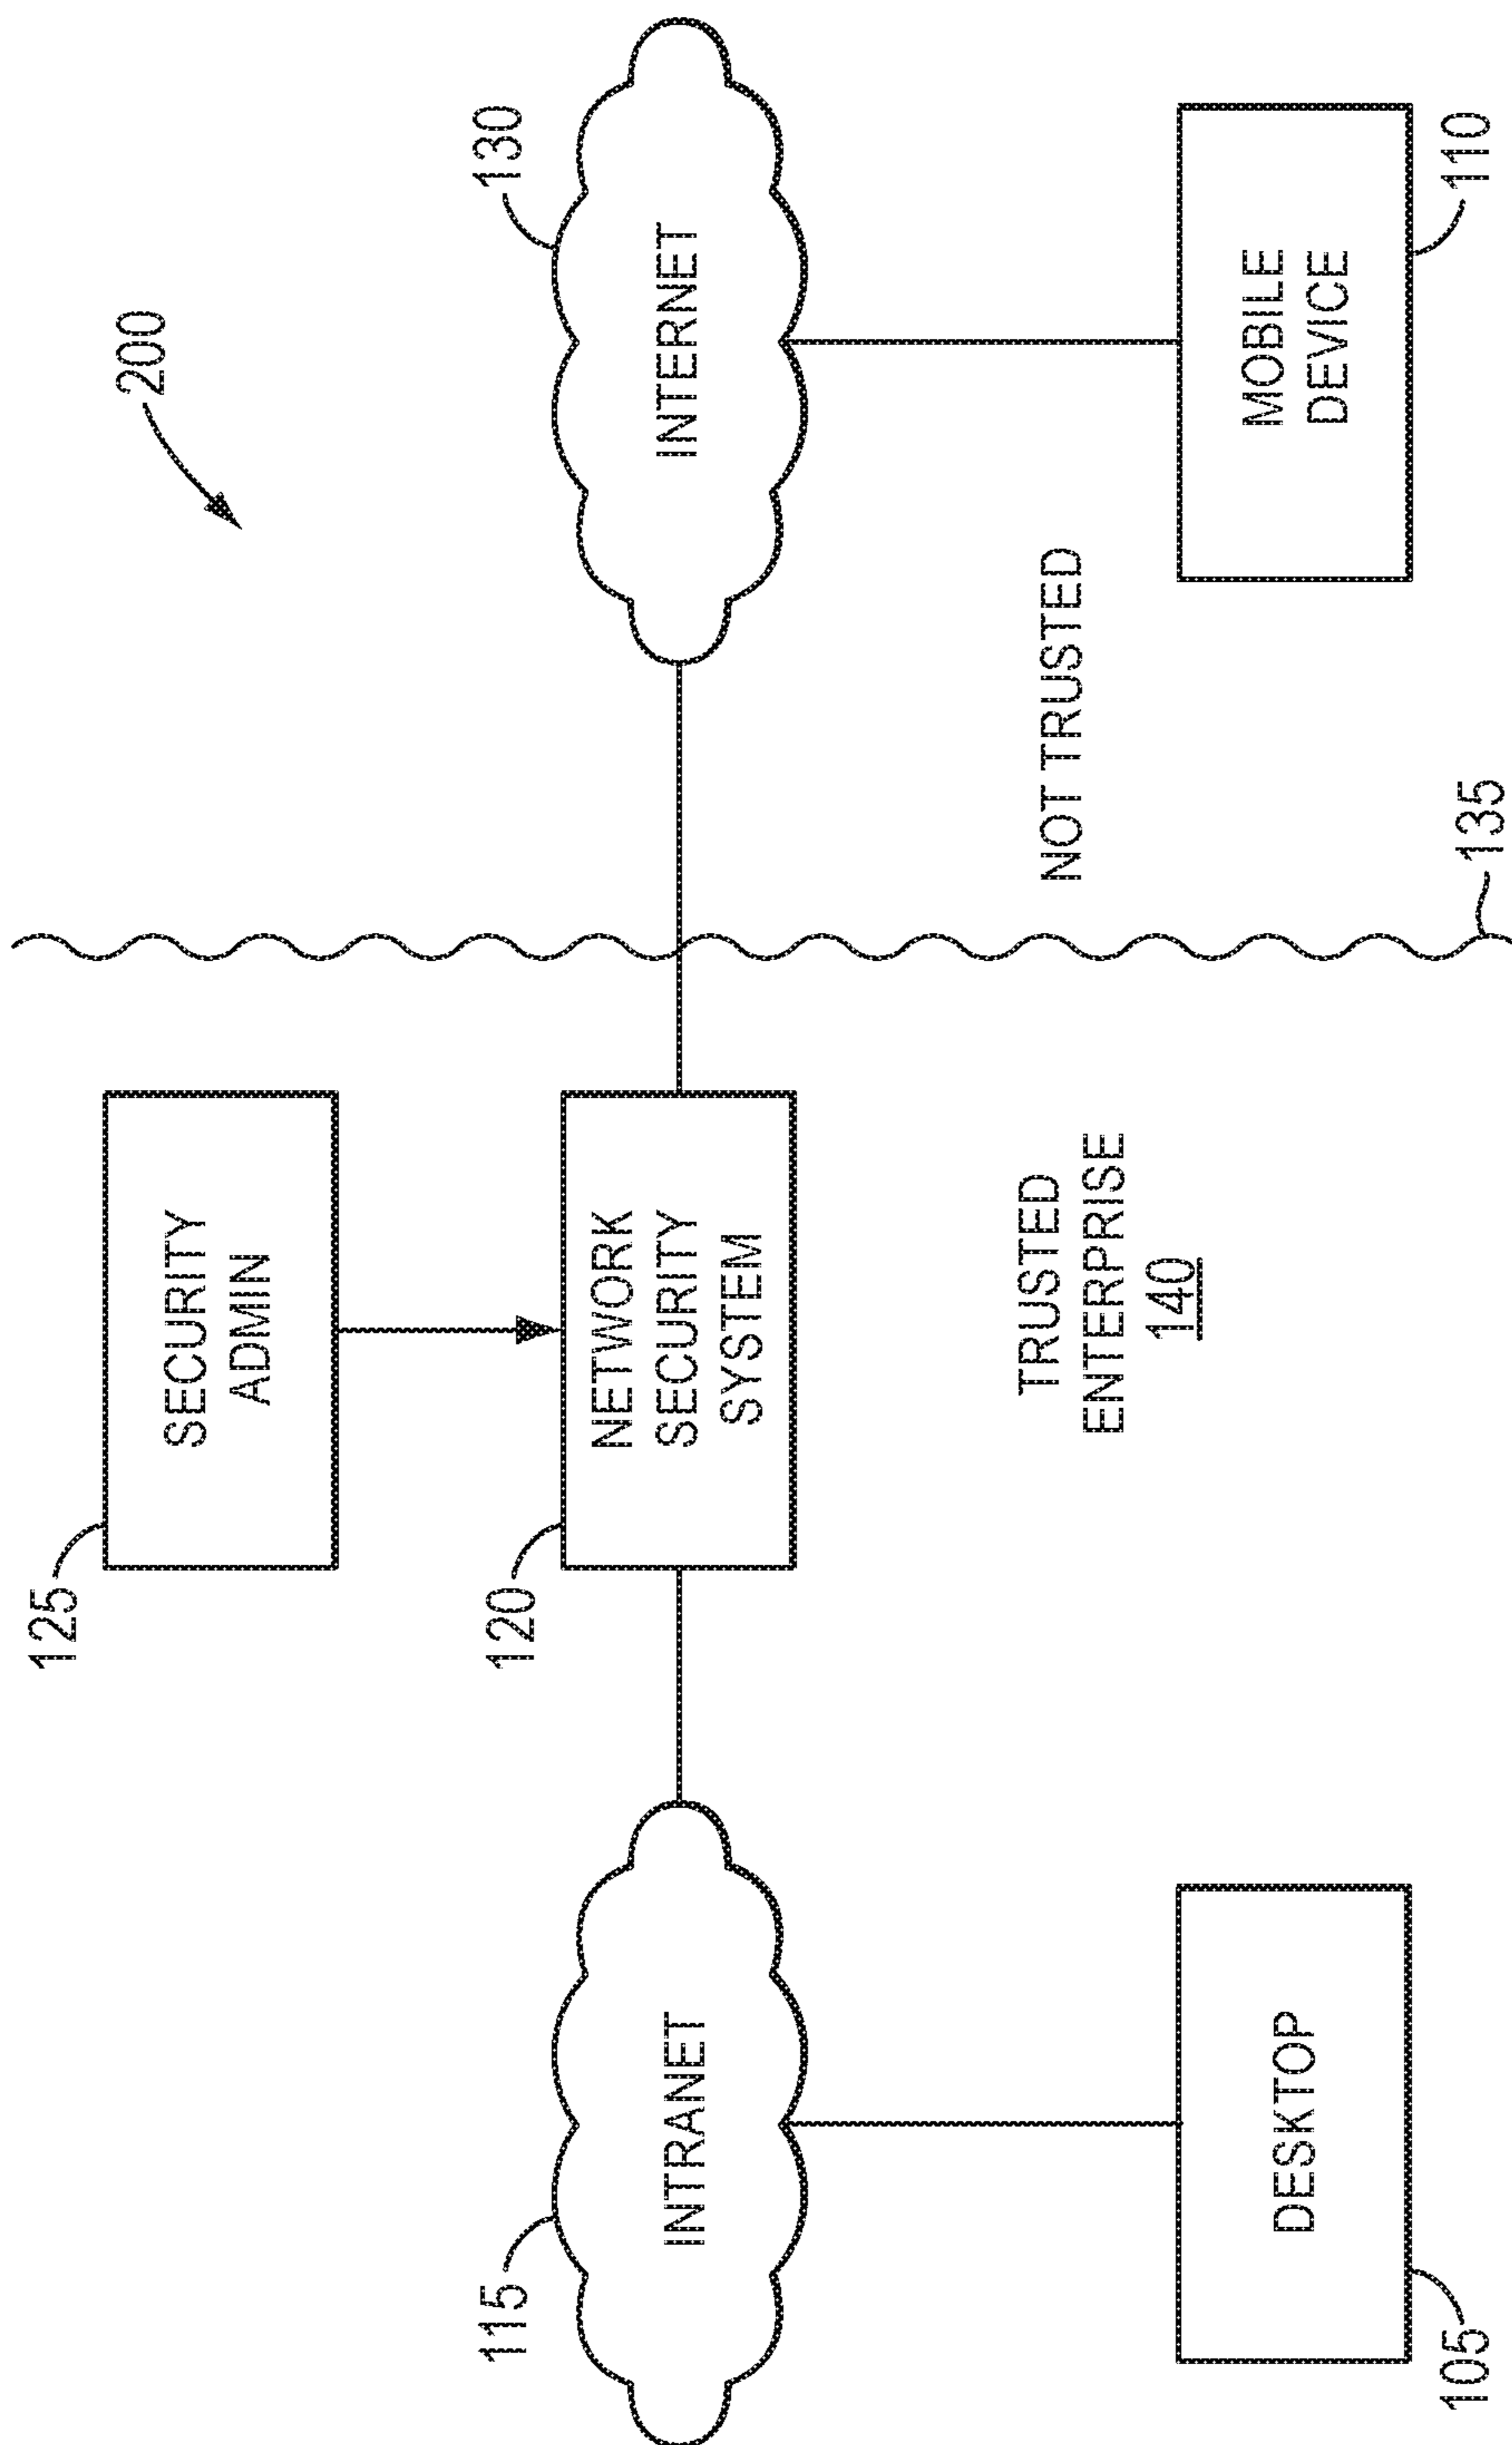 200
125
SECURITY
ADMIN
130
INTERNET
120
NETWORK
SECURITY
SYSTEM
115
INTRANET
NOT TRUSTED
TRUSTED
ENTERPRISE
140
MOBILE
DEVICE
110
DESKTOP
105
135